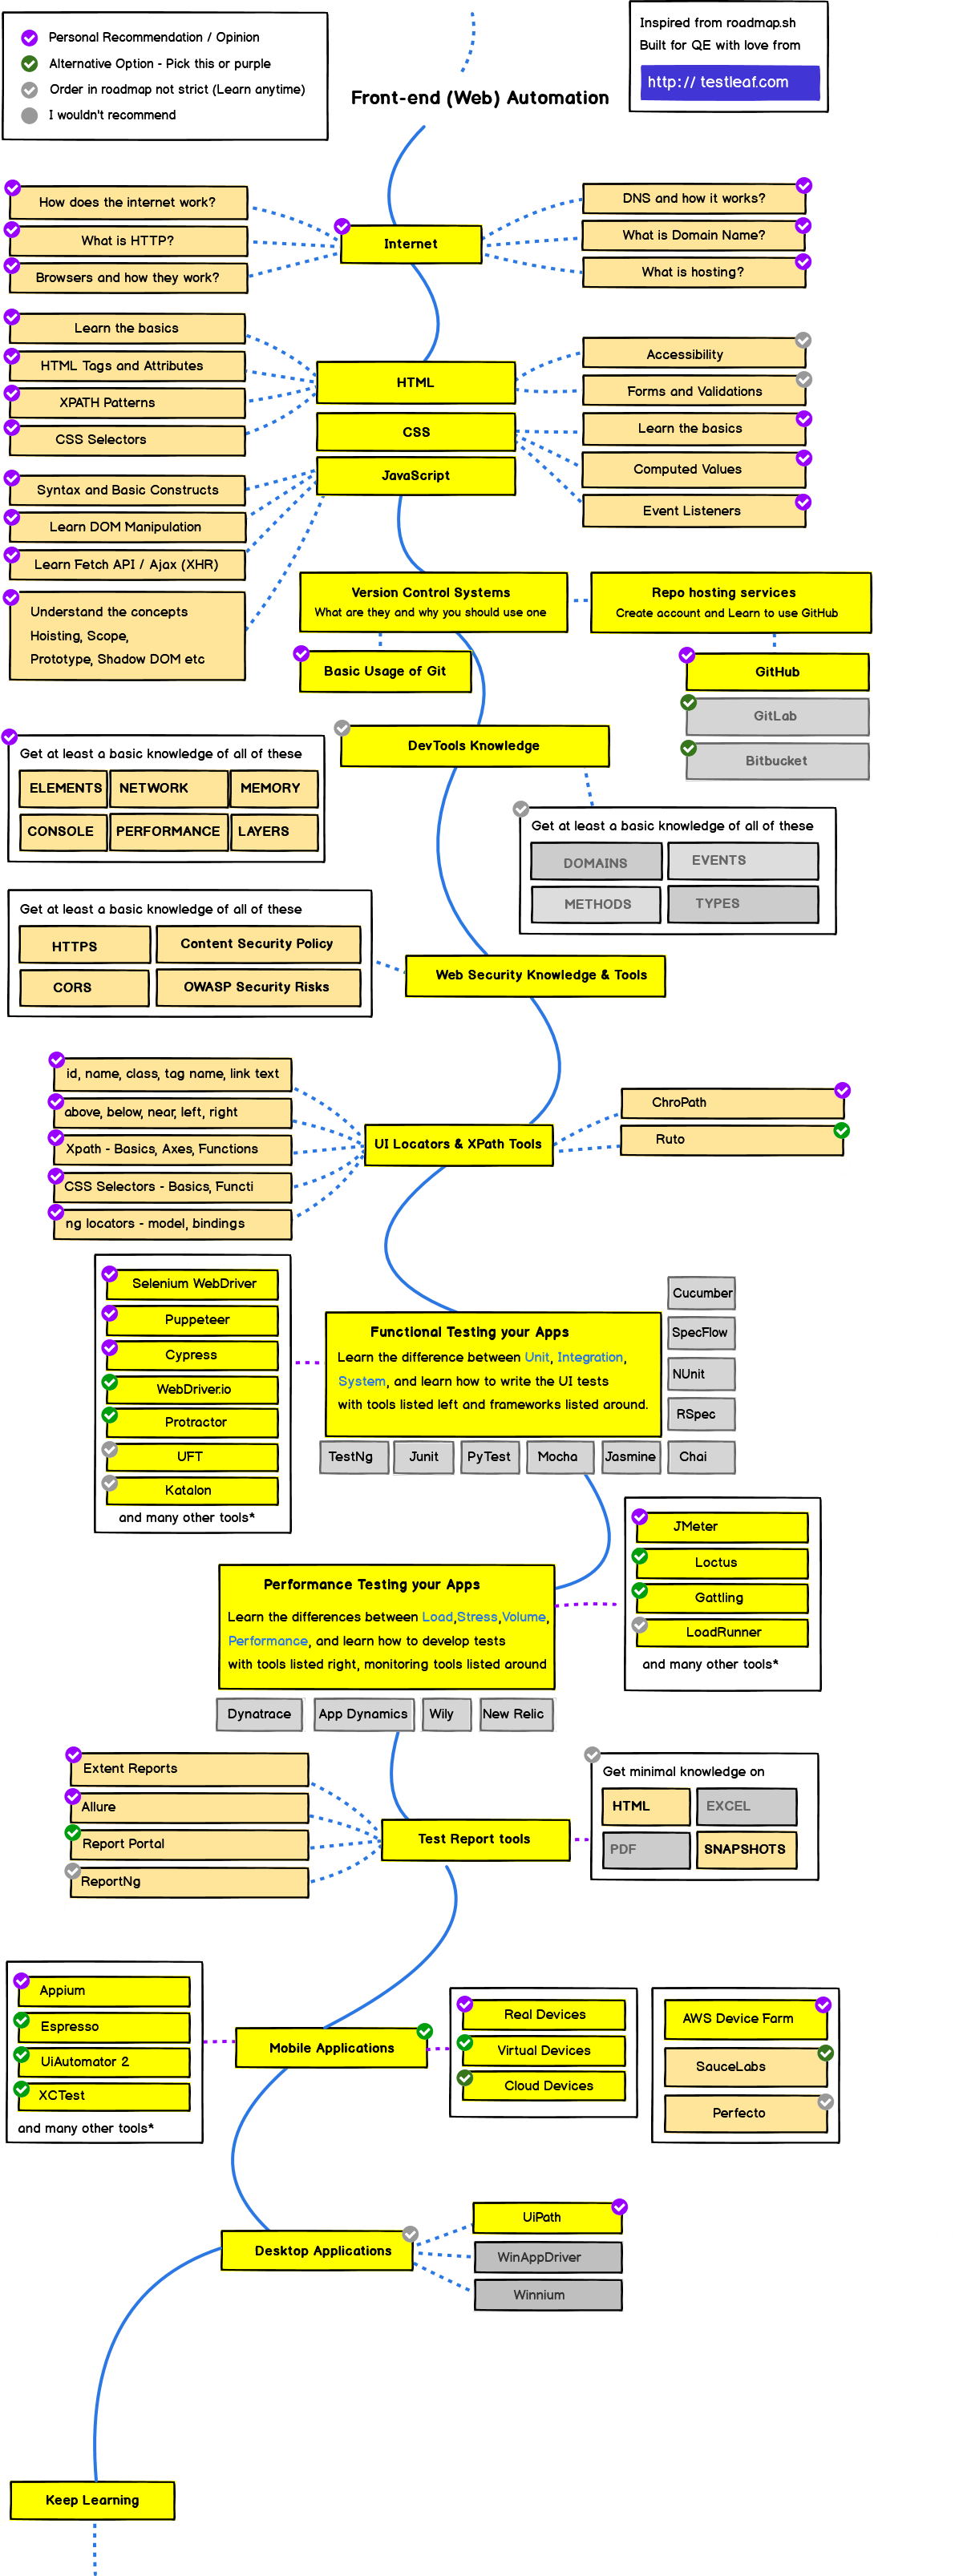 Personal Recommendation / Opinion
Alternative Option - Pick this or purple
Order in roadmap not strict (Learn anytime)
I wouldn't recommend
Inspired from roadmap.sh
Built for QE with love from
http:// testleaf.com
Front-end (Web) Automation
How does the internet work?
What is HTTP?
Browsers and how they work?
Internet
DNS and how it works?
What is Domain Name?
What is hosting?
Learn the basics
HTML Tags and Attributes
XPATH Patterns
CSS Selectors
HTML
CSS
JavaScript
Accessibility
Forms and Validations
Learn the basics
Computed Values
Event Listeners
Syntax and Basic Constructs
Learn DOM Manipulation
Learn Fetch API / Ajax (XHR)
Understand the concepts
Hoisting, Scope,
Prototype, Shadow DOM etc
Version Control Systems
What are they and why you should use one
Repo hosting services
Create account and Learn to use GitHub
Basic Usage of Git
GitHub
GitLab
Bitbucket
DevTools Knowledge
Get at least a basic knowledge of all of these
ELEMENTS
NETWORK
MEMORY
CONSOLE
PERFORMANCE
LAYERS
Get at least a basic knowledge of all of these
DOMAINS
EVENTS
METHODS
TYPES
Get at least a basic knowledge of all of these
HTTPS
Content Security Policy
CORS
OWASP Security Risks
Web Security Knowledge & Tools
id, name, class, tag name, link text
above, below, near, left, right
Xpath - Basics, Axes, Functions
CSS Selectors - Basics, Functi
ng locators - model, bindings
UI Locators & XPath Tools
ChroPath
Ruto
Selenium WebDriver
Puppeteer
Cypress
WebDriver.io
Protractor
UFT
Katalon
and many other tools*
Functional Testing your Apps
Learn the difference between Unit, Integration,
System, and learn how to write the UI tests
with tools listed left and frameworks listed around.
Cucumber
SpecFlow
NUnit
RSpec
TestNg
Junit
PyTest
Mocha
Jasmine
Chai
Performance Testing your Apps
Learn the differences between Load,Stress,Volume,
Performance, and learn how to develop tests
with tools listed right, monitoring tools listed around
JMeter
Loctus
Gattling
LoadRunner
and many other tools*
Dynatrace
App Dynamics
Wily
New Relic
Extent Reports
Allure
Report Portal
ReportNg
Test Report tools
Get minimal knowledge on
HTML
EXCEL
PDF
SNAPSHOTS
Appium
Espresso
UiAutomator 2
XCTest
and many other tools*
Mobile Applications
Real Devices
Virtual Devices
Cloud Devices
AWS Device Farm
SauceLabs
Perfecto
Desktop Applications
UiPath
WinAppDriver
Winnium
Keep Learning